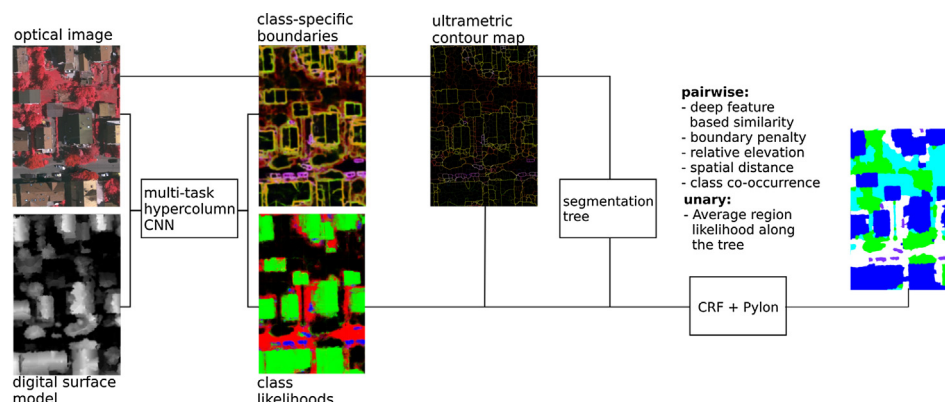 optical image
class-specific
boundaries
ultrametric
contour map
multi-task
hypercolumn
CNN
segmentation
tree
pairwise:
- deep feature
based similarity
- boundary penalty
- relative elevation
- spatial distance
- class co-occurrence
unary:
- Average region
likelihood along
the tree
CRF + Pylon
digital surface
model
class
likelihoods